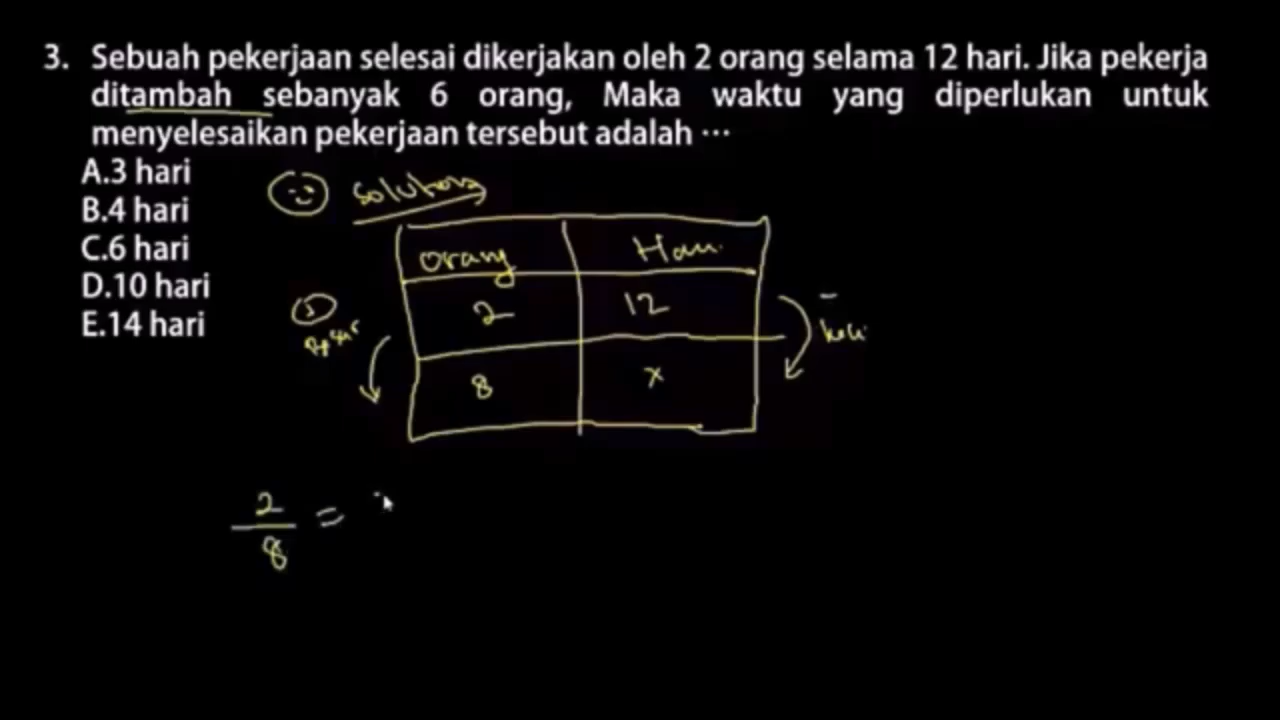 3. Sebuah pekerjaan selesai dikerjakan oleh 2 orang selama 12 hari. Jika pekerja
ditambah sebanyak 6 orang, Maka waktu yang diperlukan untuk
menyelesaikan pekerjaan tersebut adalah ...
A.3 hari
B.4 hari
C.6 hari
D.10 hari
E.14 hari
Orang Hari
2 12
8 x
2
8 =